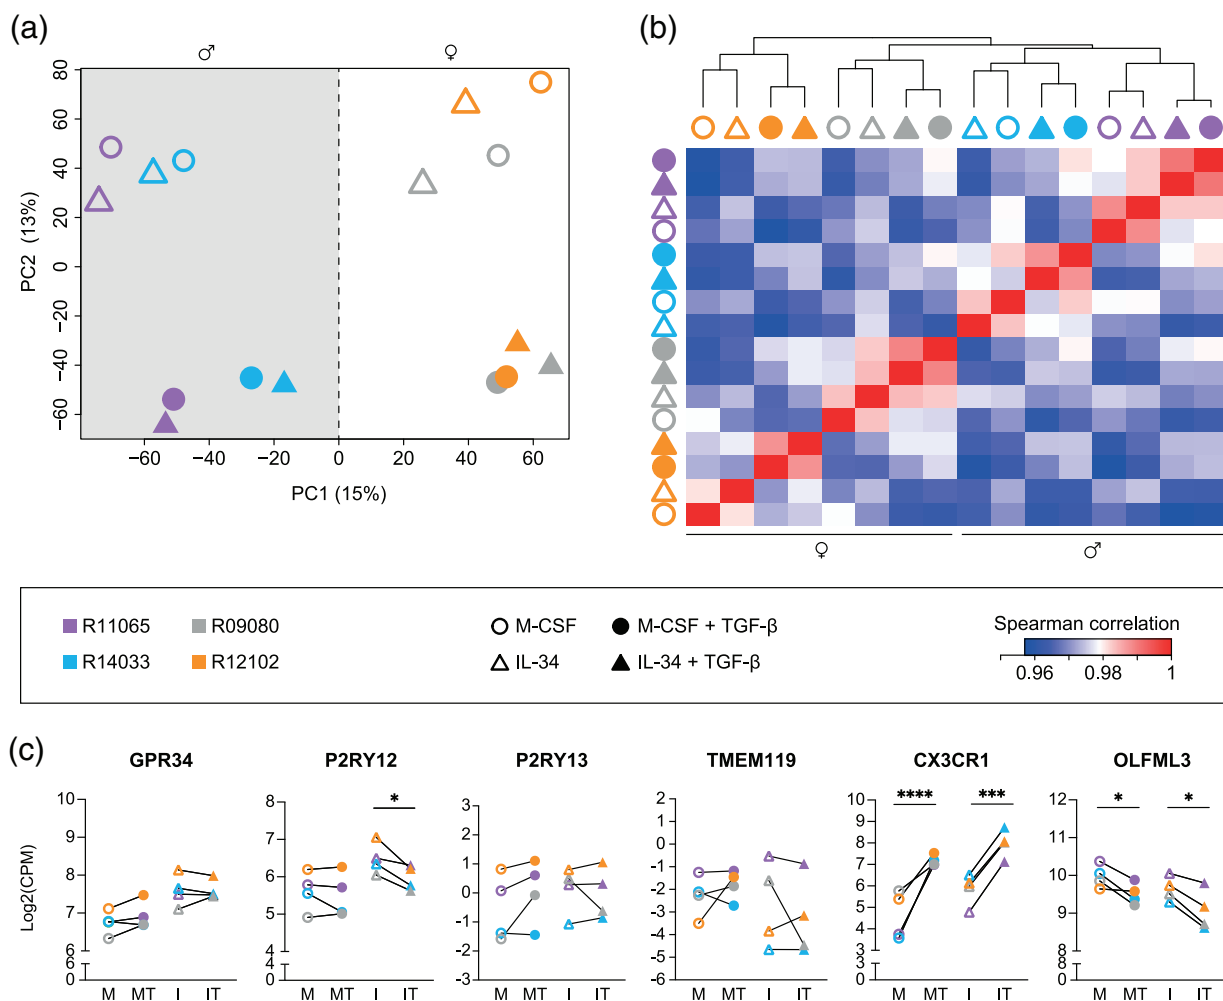 (a)
♂ ♀
80
60
40
20
0
−20
−40
−60
PC2 (13%)
−60 −40 −20 0 20 40 60
PC1 (15%)
(b)
♀ ♂
R11065 R09080
R14033 R12102
M-CSF M-CSF + TGF-β
IL-34 IL-34 + TGF-β
Spearman correlation
0.96 0.98 1
(c)
Log2(CPM)
GPR34
10
9
8
7
6
6
0
M MT I IT
P2RY12
8
7
6
5
4
4
0
M MT I IT
*
P2RY13
3
2
1
0
−1
−2
−3
M MT I IT
TMEM119
2
1
0
−1
−2
−3
−4
−5
−6
M MT I IT
CX3CR1
10
9
8
7
6
5
4
3
3
0
M MT I IT
**** ***
OLFML3
12
11
10
9
8
8
0
M MT I IT
* *